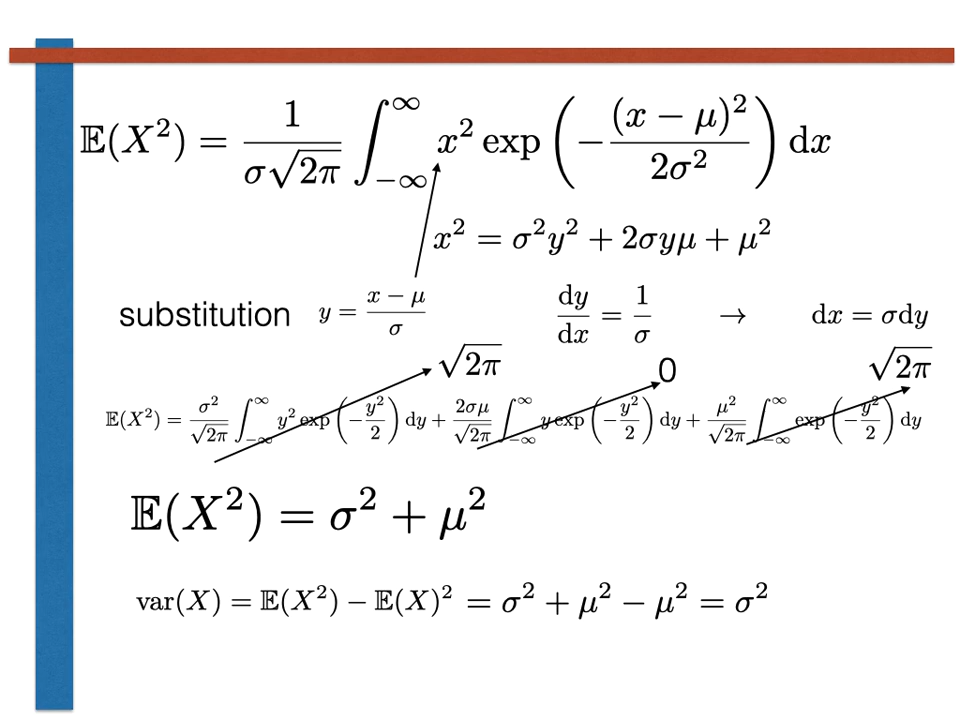 𝔼(X²) = 1/(σ√(2π)) ∫_{−∞}^{∞} x² exp(−(x − μ)²/(2σ²)) dx
x² = σ²y² + 2σyμ + μ²
substitution y = (x − μ)/σ dy/dx = 1/σ → dx = σdy
√(2π) 0 √(2π)
𝔼(X²) = σ²/√(2π) ∫_{−∞}^{∞} y² exp(−y²/2) dy + 2σμ/√(2π) ∫_{−∞}^{∞} y exp(−y²/2) dy + μ²/√(2π) ∫_{−∞}^{∞} exp(−y²/2) dy
𝔼(X²) = σ² + μ²
var(X) = 𝔼(X²) − 𝔼(X)² = σ² + μ² − μ² = σ²